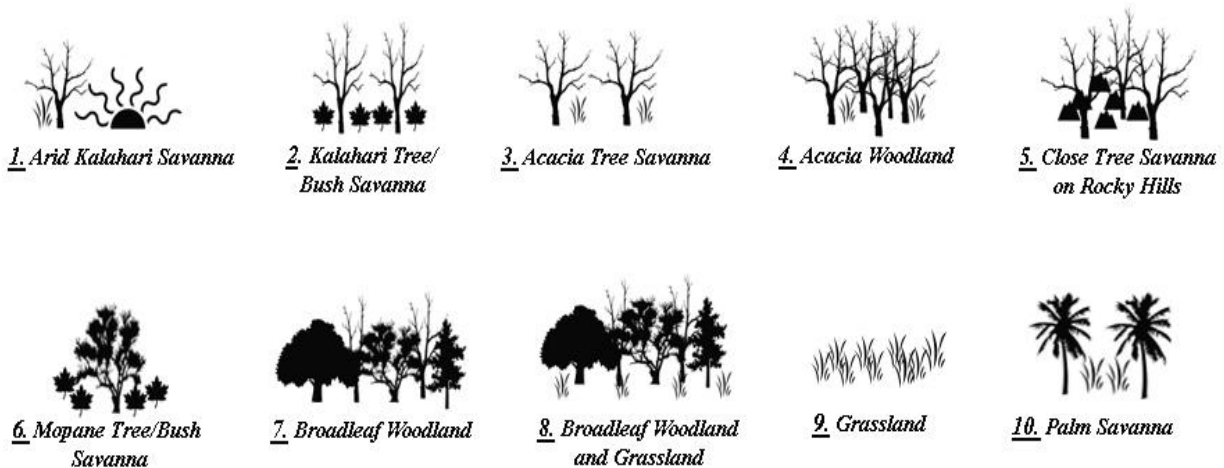 1. Arid Kalahari Savanna
2. Kalahari Tree/
Bush Savanna
3. Acacia Tree Savanna
4. Acacia Woodland
5. Close Tree Savanna
on Rocky Hills
6. Mopane Tree/Bush
Savanna
7. Broadleaf Woodland
8. Broadleaf Woodland
and Grassland
9. Grassland
10. Palm Savanna